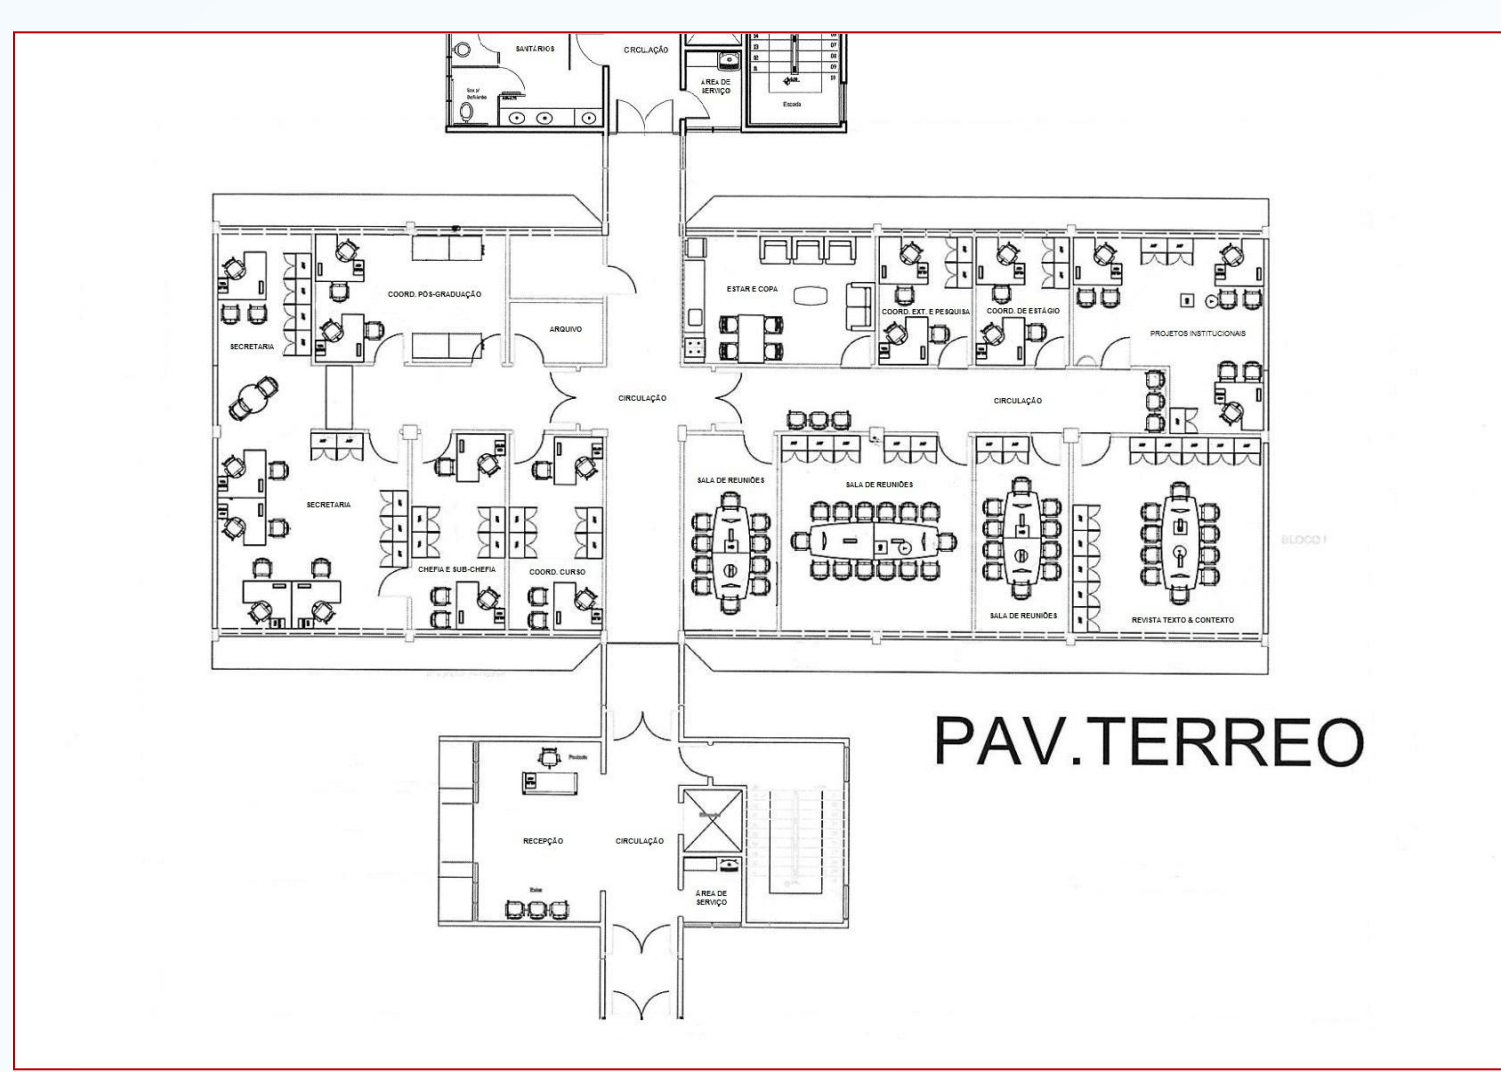 SANTÁRIOS
CIRCULAÇÃO
ÁREA DE
SERVIÇO
Escada
COORD. PÓS-GRADUAÇÃO
SECRETARIA
ARQUIVO
ESTAR E COPA
COORD. EXT. E PESQUISA
COORD. DE ESTÁGIO
PROJETOS INSTITUCIONAIS
CIRCULAÇÃO
CIRCULAÇÃO
SECRETARIA
CHEFIA E SUB-CHEFIA
COORD. CURSO
SALA DE REUNIÕES
SALA DE REUNIÕES
SALA DE REUNIÕES
REVISTA TEXTO & CONTEXTO
BLOCO I
PAV.TERREO
RECEPÇÃO
CIRCULAÇÃO
ÁREA DE
SERVIÇO